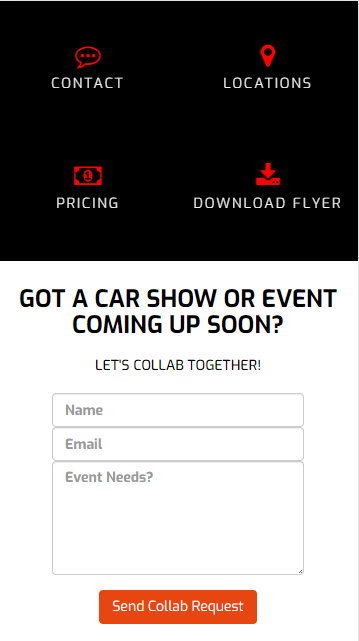 CONTACT
LOCATIONS
PRICING
DOWNLOAD FLYER
GOT A CAR SHOW OR EVENT
COMING UP SOON?
LET'S COLLAB TOGETHER!
Name
Email
Event Needs?
Send Collab Request